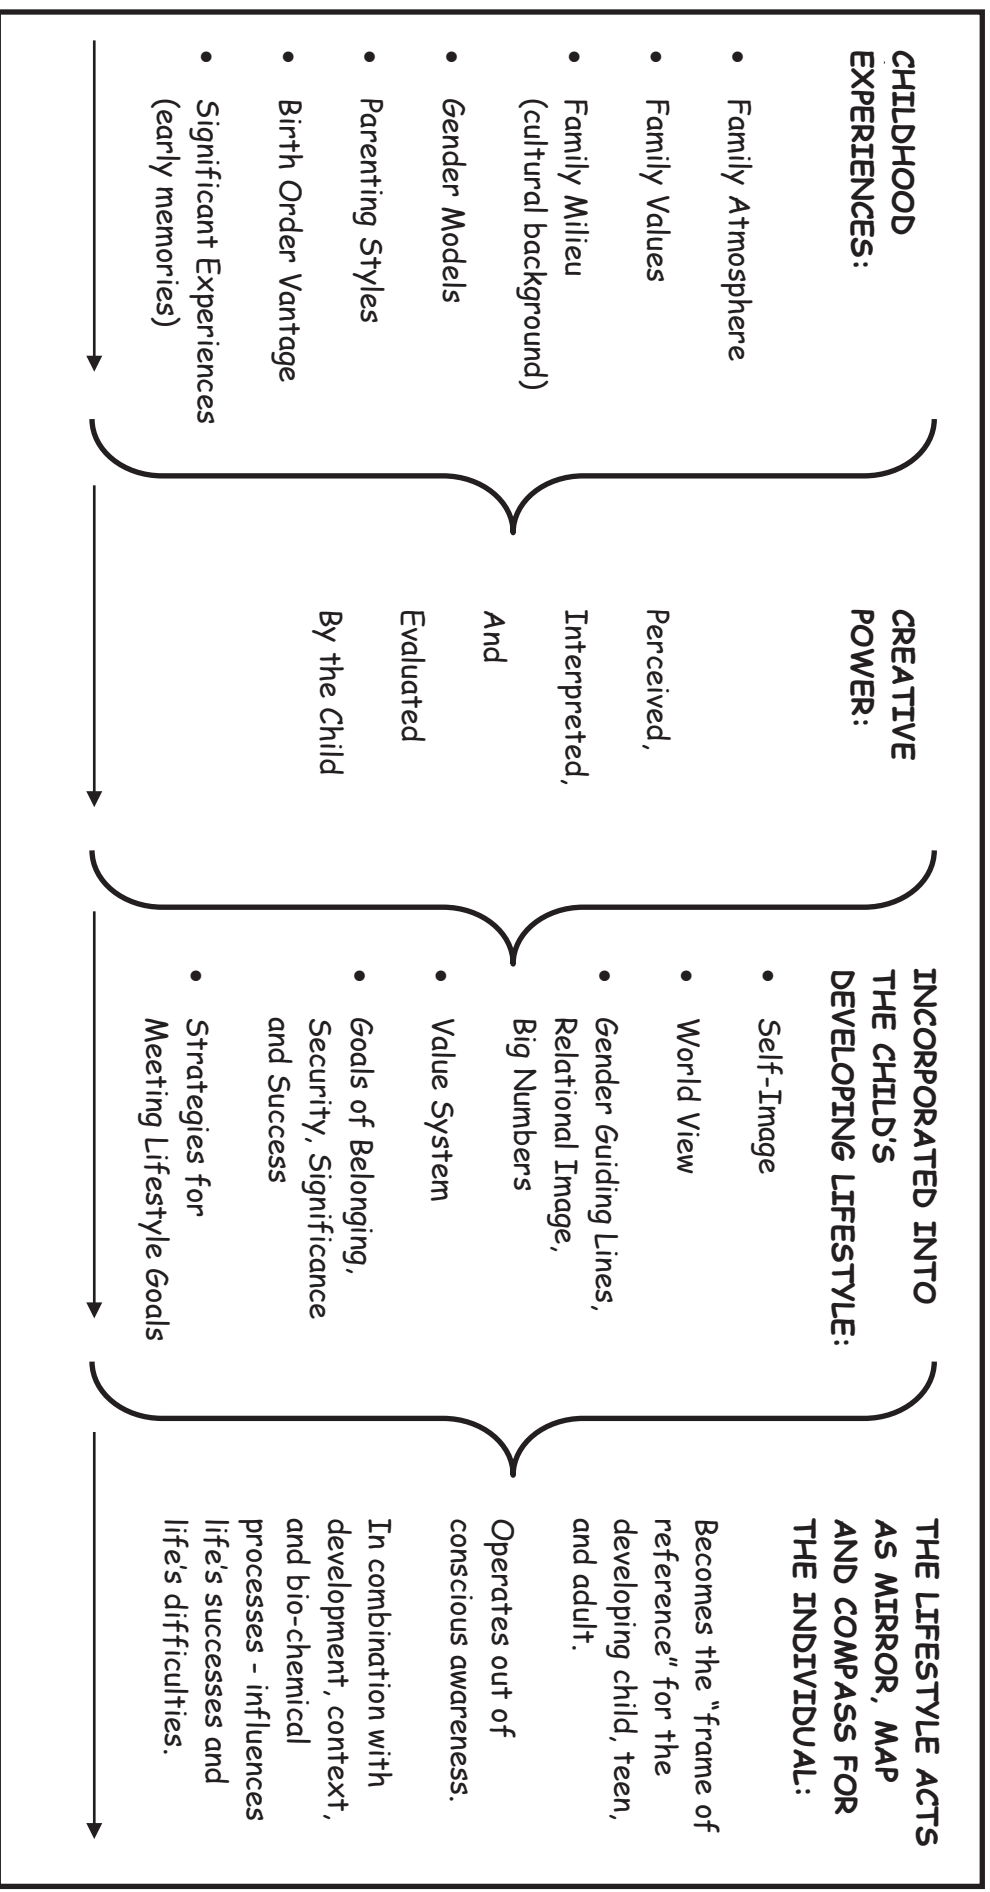 CHILDHOOD
EXPERIENCES:
• Family Atmosphere
• Family Values
• Family Milieu
(cultural background)
• Gender Models
• Parenting Styles
• Birth Order Vantage
• Significant Experiences
(early memories)
CREATIVE
POWER:
Perceived,
Interpreted,
And
Evaluated
By the Child
INCORPORATED INTO
THE CHILD'S
DEVELOPING LIFESTYLE:
• Self-Image
• World View
• Gender Guiding Lines,
Relational Image,
Big Numbers
• Value System
• Goals of Belonging,
Security, Significance
and Success
• Strategies for
Meeting Lifestyle Goals
THE LIFESTYLE ACTS
AS MIRROR, MAP
AND COMPASS FOR
THE INDIVIDUAL:
Becomes the "frame of
reference" for the
developing child, teen,
and adult.
Operates out of
conscious awareness.
In combination with
development, context,
and bio-chemical
processes - influences
life's successes and
life's difficulties.